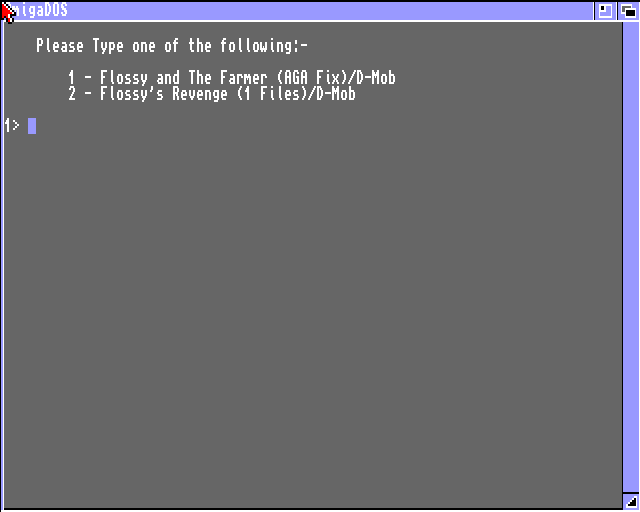 AmigaDOS
Please Type one of the following:-
1 - Flossy and The Farmer (AGA Fix)/D-Mob
2 - Flossy's Revenge (1 Files)/D-Mob
1>